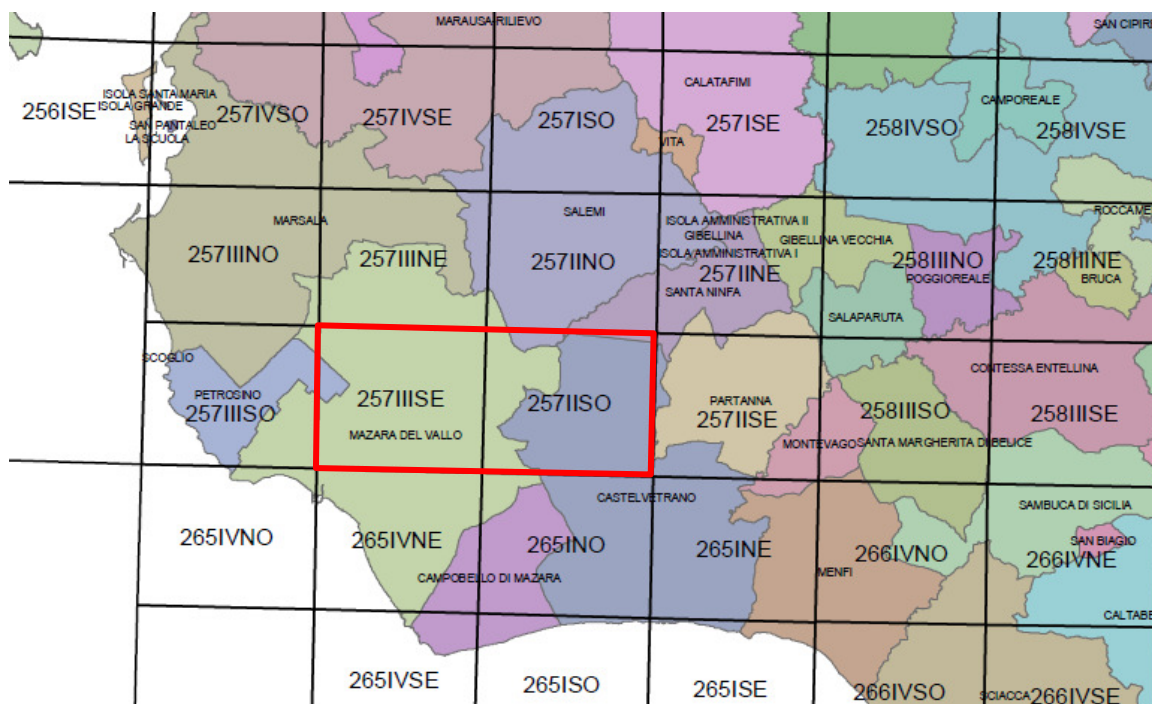 MARAUSA RILIEVO
SAN CIPIRE
ISOLA SANTA MARIA
ISOLA GRANDE
SAN PANTALEO
LA SCUOLA
256ISE
257IVSO
257IVSE
257ISO
CALATAFIMI
257ISE
VITA
258IVSO
CAMPOREALE
258IVSE
MARSALA
257IIINO
257IIINE
SALEMI
257IINO
ISOLA AMMINISTRATIVA II
GIBELLINA
ISOLA AMMINISTRATIVA I
257IINE
SANTA NINFA
GIBELLINA VECCHIA
258IIINO
POGGIOREALE
ROCCAME
258IIINE
BRUCA
SALAPARUTA
SCOGLIO
PETROSINO
257IIISO
257IIISE
MAZARA DEL VALLO
257IISO
PARTANNA
257IISE
CONTESSA ENTELLINA
258IIISO
258IIISE
MONTEVAGO
SANTA MARGHERITA DI BELICE
CASTELVETRANO
SAMBUCA DI SICILIA
265IVNO
265IVNE
265INO
265INE
266IVNO
SAN BIAGIO
266IVNE
CAMPOBELLO DI MAZARA
MENFI
CALTABE
265IVSE
265ISO
265ISE
266IVSO
SCIACCA
266IVSE